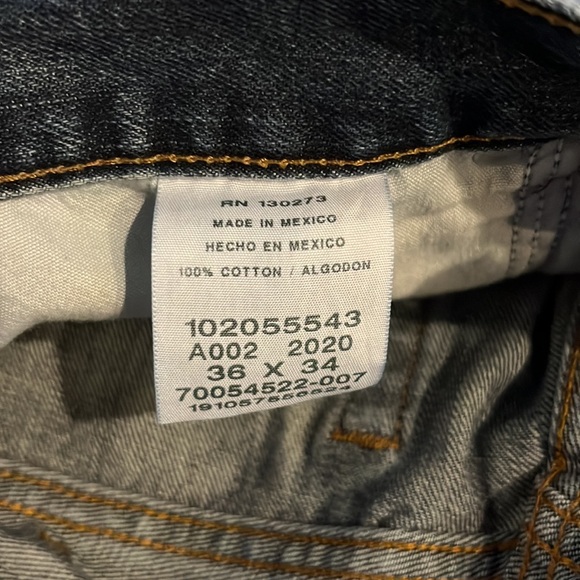 RN 130273
MADE IN MEXICO
HECHO EN MEXICO
100% COTTON / ALGODON
102055543
A002 2020
36 X 34
70054522-007